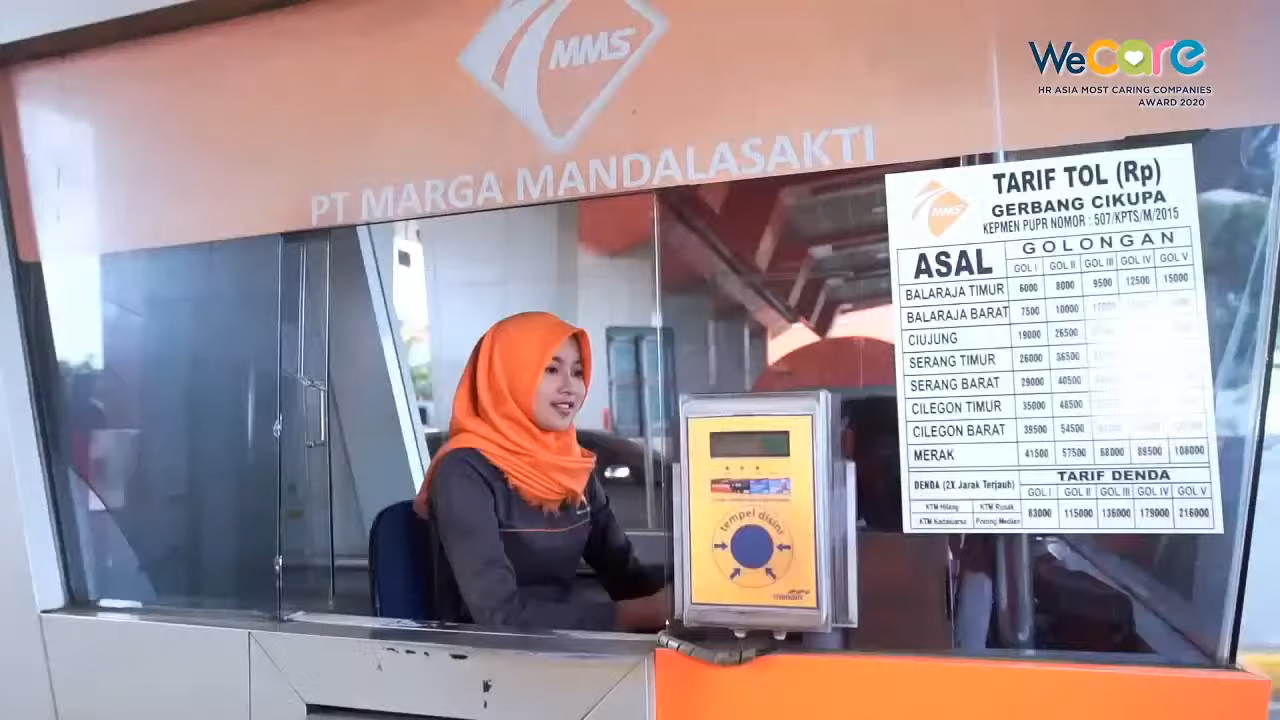 WeCare
HR ASIA MOST CARING COMPANIES
AWARD 2020
MMS
PT MARGA MANDALASAKTI
MMS
TARIF TOL (Rp)
GERBANG CIKUPA
KEPMEN PUPR NOMOR : 507/KPTS/M/2015
ASAL GOLONGAN
GOL I GOL II GOL III GOL IV GOL V
BALARAJA TIMUR 6000 8000 9500 12500 15000
BALARAJA BARAT 7500 10000
CIUJUNG 19000 26500
SERANG TIMUR 26000 36500
SERANG BARAT 29000 40500
CILEGON TIMUR 35000 48500
CILEGON BARAT 39500 54500
MERAK 41500 57500 68000 89500 108000
DENDA (2X Jarak Terjauh) TARIF DENDA
GOL I GOL II GOL III GOL IV GOL V
KTM Hilang KTM Rusak
KTM Kadaluarsa Potong Median
83000 115000 136000 179000 216000
tempel disini
mandiri